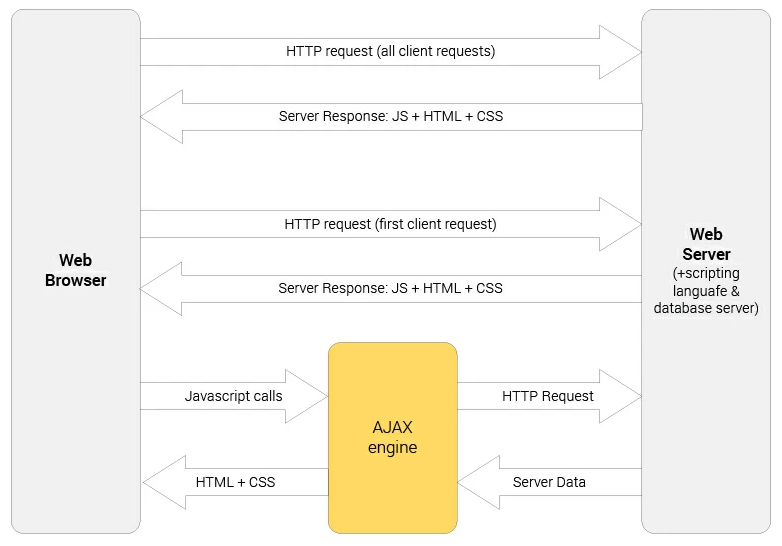 HTTP request (all client requests)
Server Response: JS + HTML + CSS
HTTP request (first client request)
Web
Browser
Web
Server
(+scripting
languafe &
database server)
Server Response: JS + HTML + CSS
Javascript calls
AJAX
engine
HTTP Request
HTML + CSS
Server Data